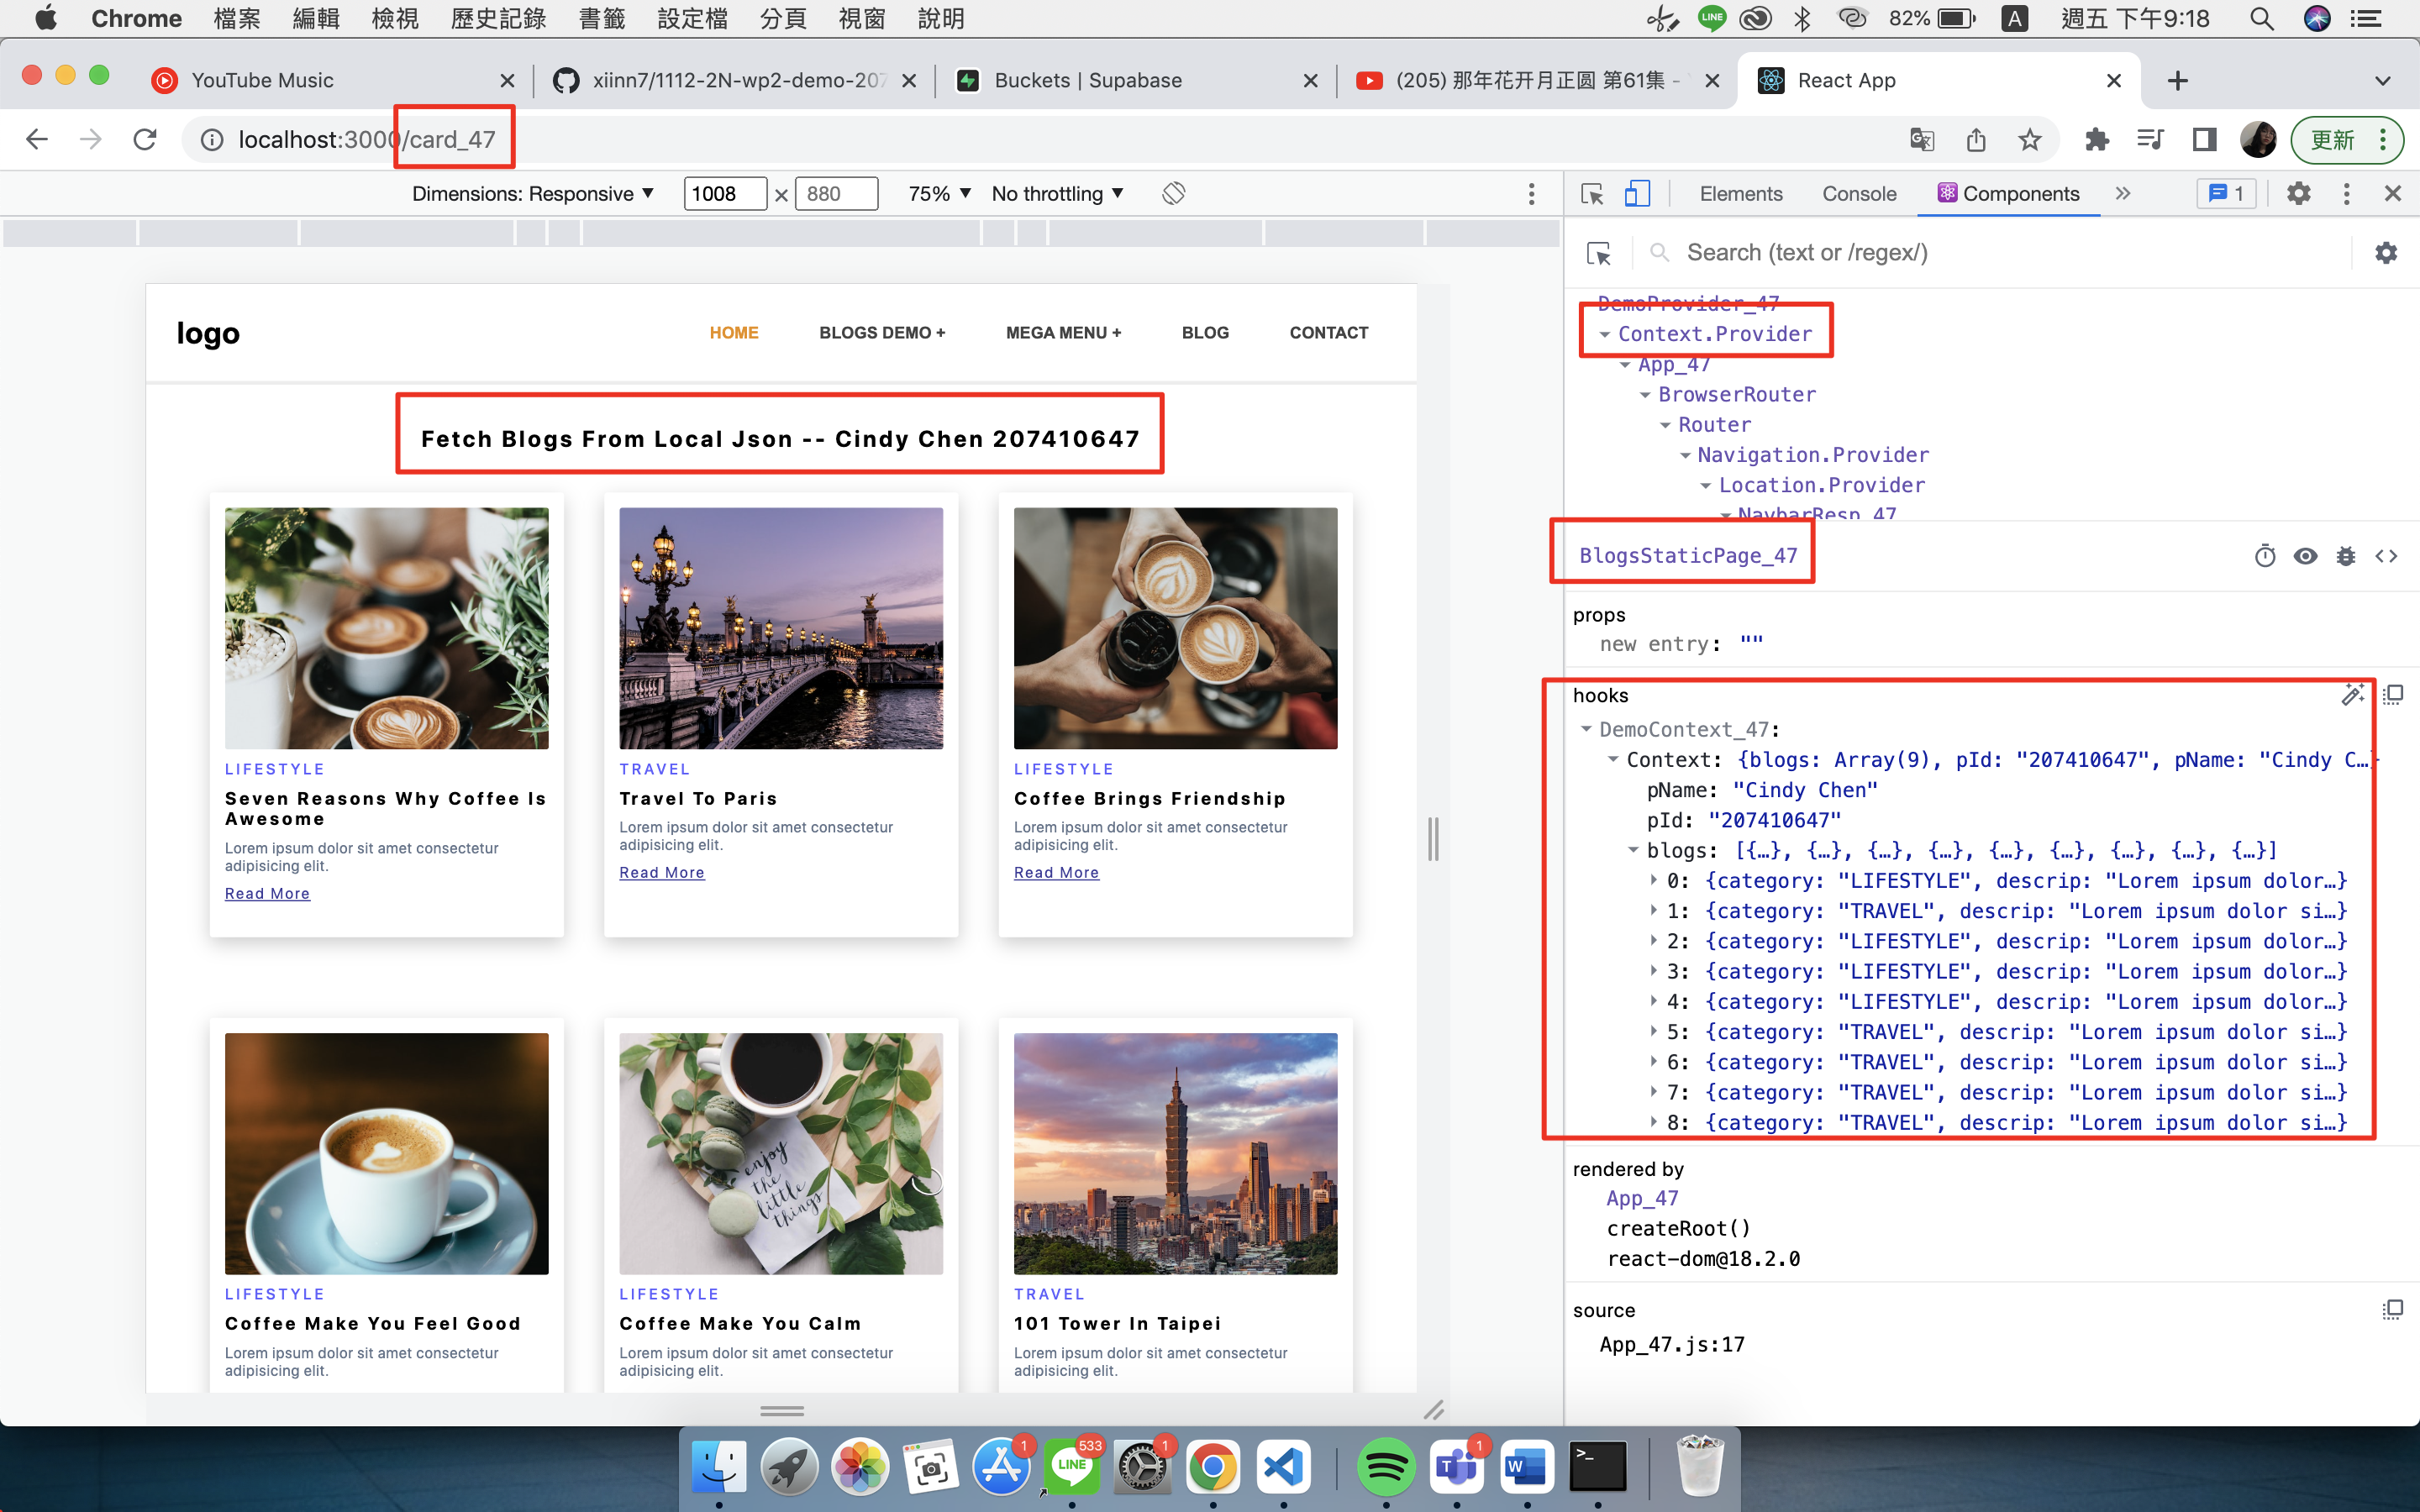 Chrome 檔案 編輯 檢視 歷史記錄 書籤 設定檔 分頁 視窗 說明 LINE 82% A 週五 下午9:18
YouTube Music
xiinn7/1112-2N-wp2-demo-207
Buckets | Supabase
(205) 那年花开月正圆 第61集 -
React App
localhost:3000/card_47
更新
Dimensions: Responsive 1008 × 880 75% No throttling
Elements Console Components 1
Search (text or /regex/)
logo
HOME BLOGS DEMO + MEGA MENU + BLOG CONTACT
Fetch Blogs From Local Json -- Cindy Chen 207410647
LIFESTYLE
Seven Reasons Why Coffee Is
Awesome
Lorem ipsum dolor sit amet consectetur
adipisicing elit.
Read More
TRAVEL
Travel To Paris
Lorem ipsum dolor sit amet consectetur
adipisicing elit.
Read More
LIFESTYLE
Coffee Brings Friendship
Lorem ipsum dolor sit amet consectetur
adipisicing elit.
Read More
LIFESTYLE
Coffee Make You Feel Good
Lorem ipsum dolor sit amet consectetur
adipisicing elit.
enjoy
the
little
things
LIFESTYLE
Coffee Make You Calm
Lorem ipsum dolor sit amet consectetur
adipisicing elit.
TRAVEL
101 Tower In Taipei
Lorem ipsum dolor sit amet consectetur
adipisicing elit.
DemoProvider_47
Context.Provider
App_47
BrowserRouter
Router
Navigation.Provider
Location.Provider
NavbarResp_47
BlogsStaticPage_47
props
new entry: ""
hooks
DemoContext_47:
Context: {blogs: Array(9), pId: "207410647", pName: "Cindy C…}
pName: "Cindy Chen"
pId: "207410647"
blogs: [{…}, {…}, {…}, {…}, {…}, {…}, {…}, {…}, {…}]
0: {category: "LIFESTYLE", descrip: "Lorem ipsum dolor…}
1: {category: "TRAVEL", descrip: "Lorem ipsum dolor si…}
2: {category: "LIFESTYLE", descrip: "Lorem ipsum dolor…}
3: {category: "LIFESTYLE", descrip: "Lorem ipsum dolor…}
4: {category: "LIFESTYLE", descrip: "Lorem ipsum dolor…}
5: {category: "TRAVEL", descrip: "Lorem ipsum dolor si…}
6: {category: "TRAVEL", descrip: "Lorem ipsum dolor si…}
7: {category: "TRAVEL", descrip: "Lorem ipsum dolor si…}
8: {category: "TRAVEL", descrip: "Lorem ipsum dolor si…}
rendered by
App_47
createRoot()
react-dom@18.2.0
source
App_47.js:17
1 533 LINE 1 1 T W >_